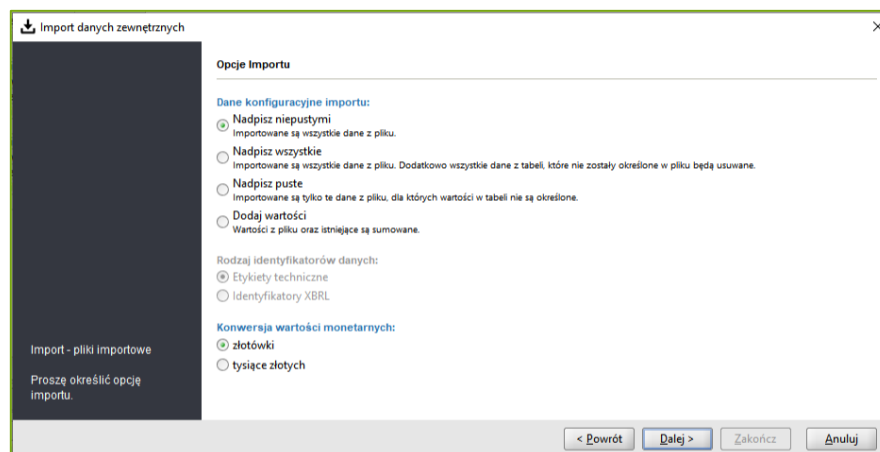 Import danych zewnętrznych
Opcje Importu
Dane konfiguracyjne importu:
Nadpisz niepustymi
Importowane są wszystkie dane z pliku.
Nadpisz wszystkie
Importowane są wszystkie dane z pliku. Dodatkowo wszystkie dane z tabeli, które nie zostały określone w pliku będą usuwane.
Nadpisz puste
Importowane są tylko te dane z pliku, dla których wartości w tabeli nie są określone.
Dodaj wartości
Wartości z pliku oraz istniejące są sumowane.
Rodzaj identyfikatorów danych:
Etykiety techniczne
Identyfikatory XBRL
Konwersja wartości monetarnych:
złotówki
tysiące złotych
Import - pliki importowe
Proszę określić opcję
importu.
< Powrót
Dalej >
Zakończ
Anuluj